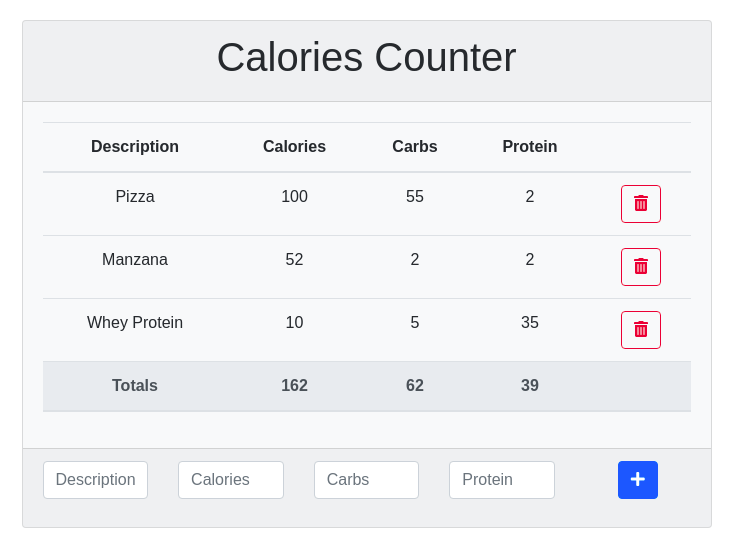 Calories Counter
Description Calories Carbs Protein
Pizza 100 55 2
Manzana 52 2 2
Whey Protein 10 5 35
Totals 162 62 39
Description Calories Carbs Protein +